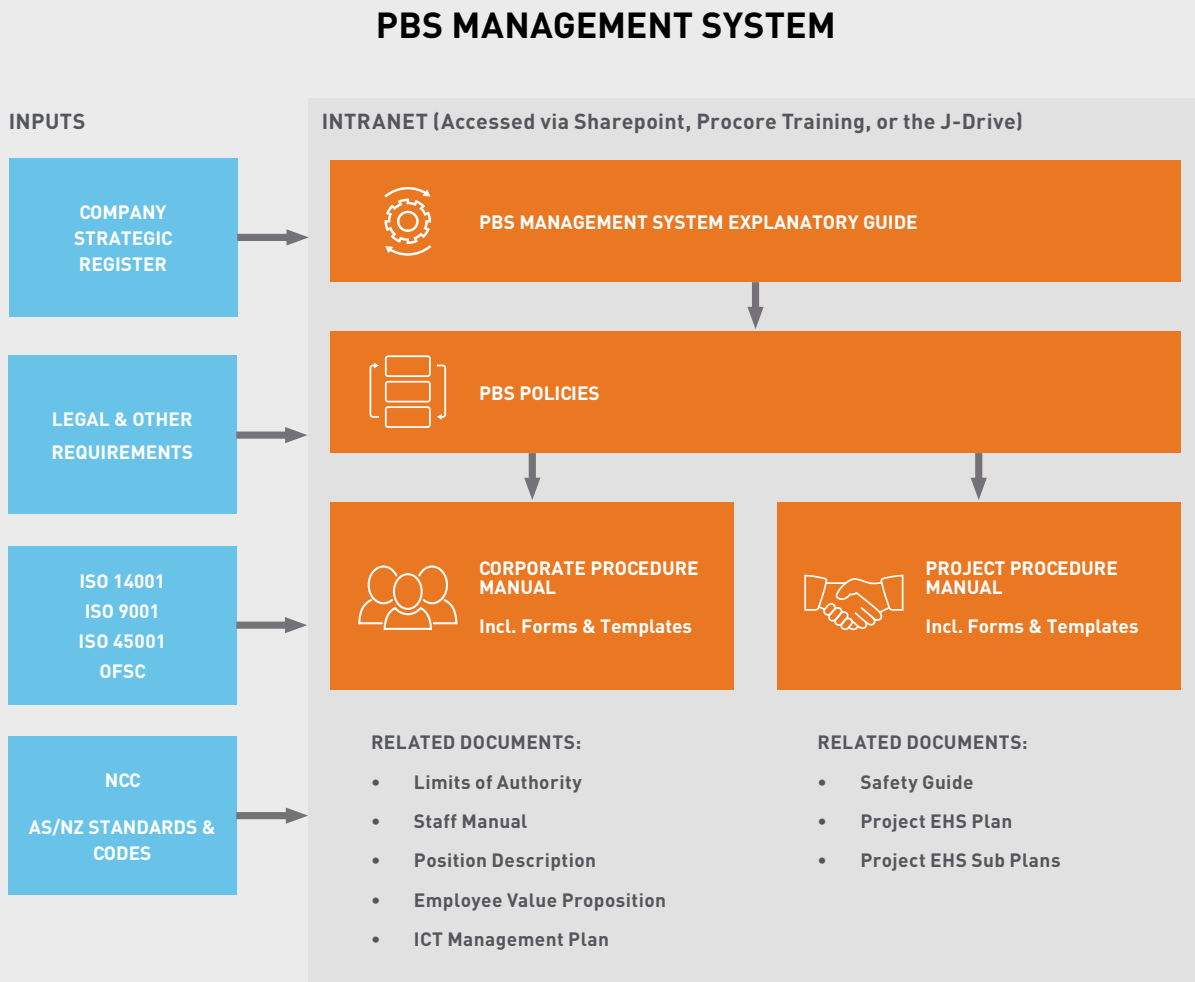 PBS MANAGEMENT SYSTEM
INPUTS
COMPANY
STRATEGIC
REGISTER
LEGAL & OTHER
REQUIREMENTS
ISO 14001
ISO 9001
ISO 45001
OFSC
NCC
AS/NZ STANDARDS &
CODES
INTRANET (Accessed via Sharepoint, Procore Training, or the J-Drive)
PBS MANAGEMENT SYSTEM EXPLANATORY GUIDE
PBS POLICIES
CORPORATE PROCEDURE
MANUAL
Incl. Forms & Templates
RELATED DOCUMENTS:
• Limits of Authority
• Staff Manual
• Position Description
• Employee Value Proposition
• ICT Management Plan
PROJECT PROCEDURE
MANUAL
Incl. Forms & Templates
RELATED DOCUMENTS:
• Safety Guide
• Project EHS Plan
• Project EHS Sub Plans